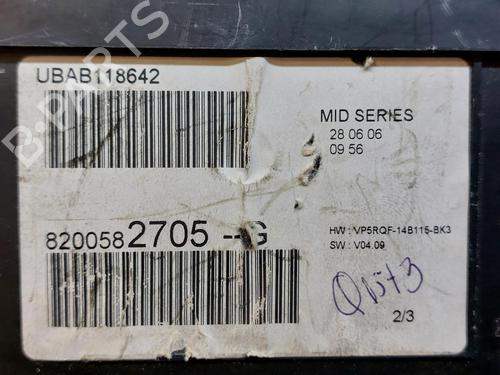 UBAB118642
MID SERIES
28 06 06
09 56
8200582705 --G
HW : VP5RQF-14B115-BK3
SW : V04.09
2/3
B-PARTS